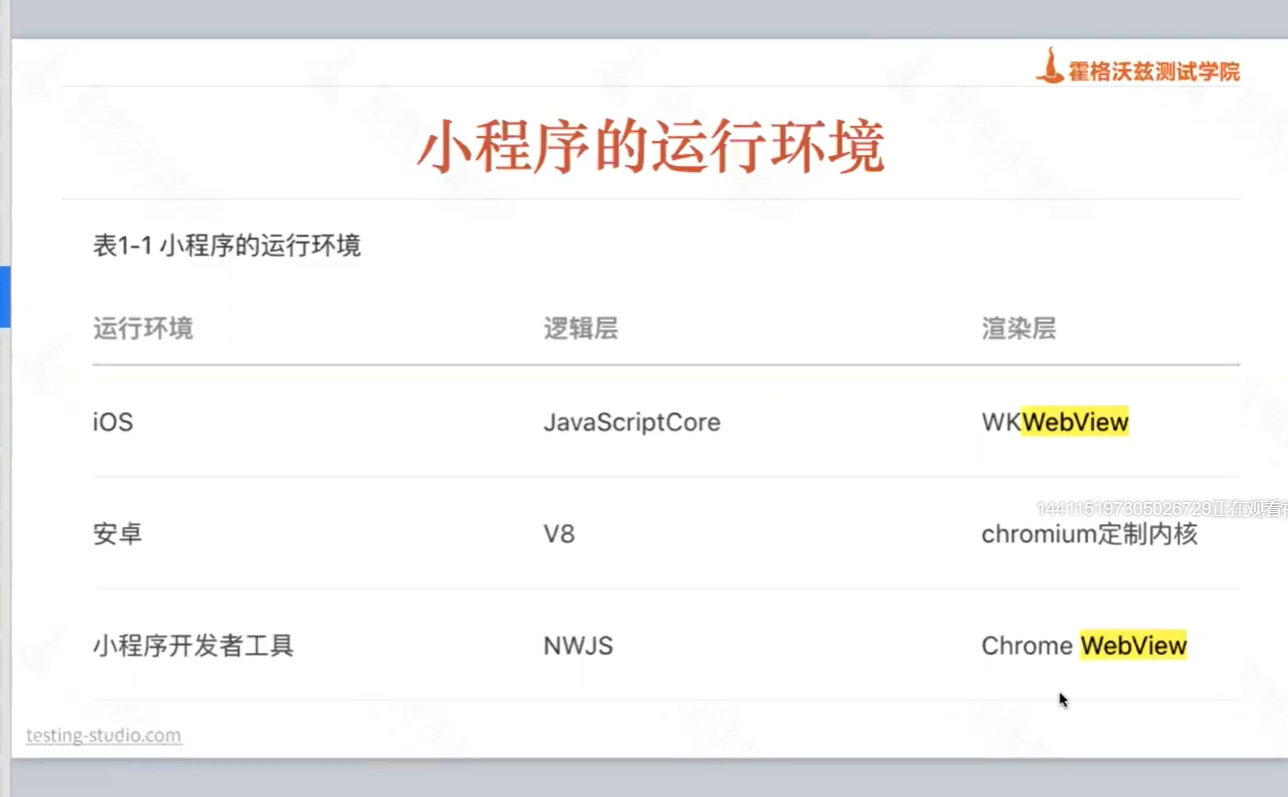 霍格沃兹测试学院
小程序的运行环境
表1-1 小程序的运行环境
运行环境 逻辑层 渲染层
iOS JavaScriptCore WKWebView
144115197305026729正在观看
安卓 V8 chromium定制内核
小程序开发者工具 NWJS Chrome WebView
testing-studio.com